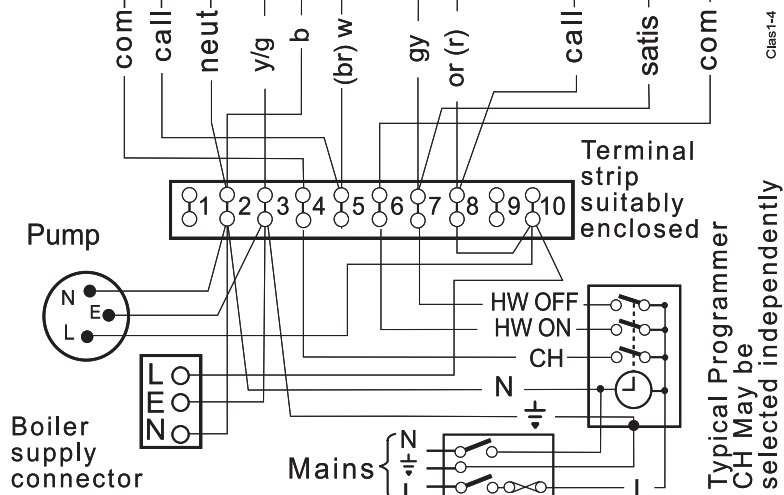 com
call
neut
y/g
b
(br) w
gy
or (r)
call
satis
com
Clas1-4
Terminal
strip
suitably
enclosed
1 2 3 4 5 6 7 8 9 10
Pump
N
E
L
HW OFF
HW ON
CH
N
L
E
N
Boiler
supply
connector
Mains
N
L
L
Typical Programmer
CH May be
selected independently